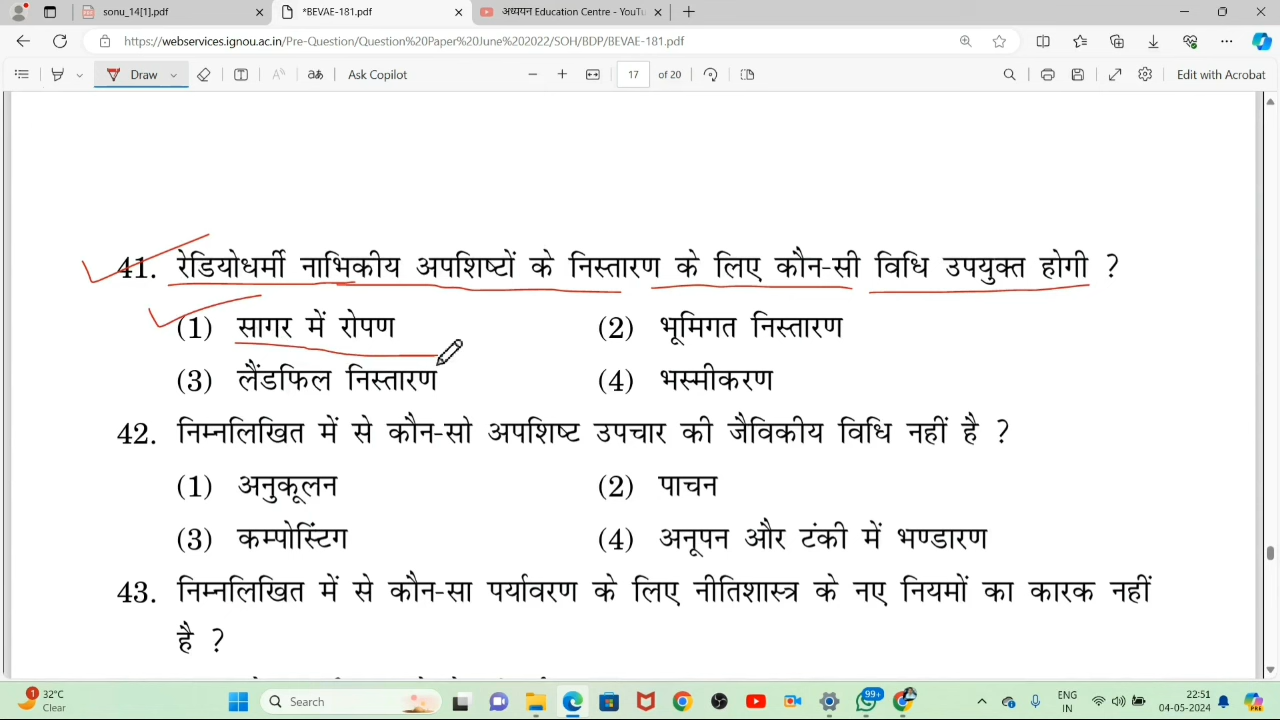 sonu_14[1].pdf
*BEVAE-181.pdf
अध्ययन Education Centre - YouTu
https://webservices.ignou.ac.in/Pre-Question/Question%20Paper%20June%202022/SOH/BDP/BEVAE-181.pdf
Draw
Ask Copilot
17 of 20
Edit with Acrobat
41. रेडियोधर्मी नाभिकीय अपशिष्टों के निस्तारण के लिए कौन-सी विधि उपयुक्त होगी ?
(1) सागर में रोपण (2) भूमिगत निस्तारण
(3) लैंडफिल निस्तारण (4) भस्मीकरण
42. निम्नलिखित में से कौन-सो अपशिष्ट उपचार की जैविकीय विधि नहीं है ?
(1) अनुकूलन (2) पाचन
(3) कम्पोस्टिंग (4) अनूपन और टंकी में भण्डारण
43. निम्नलिखित में से कौन-सा पर्यावरण के लिए नीतिशास्त्र के नए नियमों का कारक नहीं
है ?
1
32°C
Clear
Search
99+
ENG
IN
22:51
04-05-2024